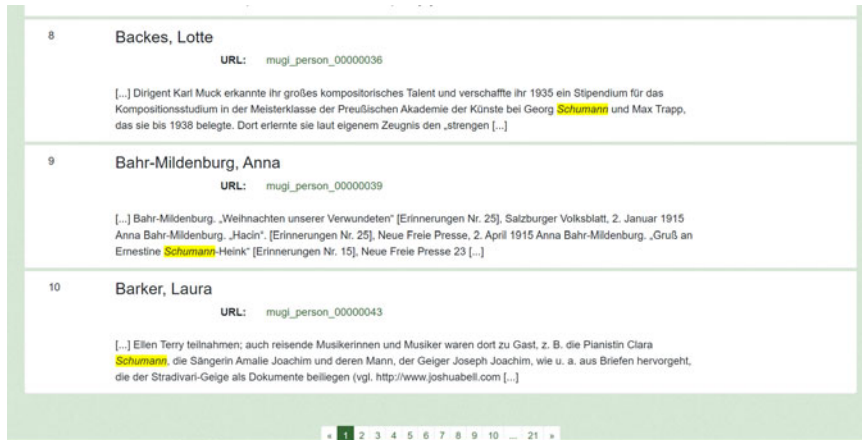 8 Backes, Lotte
URL: mugi_person_00000036
[...] Dirigent Karl Muck erkannte ihr großes kompositorisches Talent und verschaffte ihr 1935 ein Stipendium für das
Kompositionsstudium in der Meisterklasse der Preußischen Akademie der Künste bei Georg Schumann und Max Trapp,
das sie bis 1938 belegte. Dort erlernte sie laut eigenem Zeugnis den „strengen [...]
9 Bahr-Mildenburg, Anna
URL: mugi_person_00000039
[...] Bahr-Mildenburg. „Weihnachten unserer Verwundeten“ [Erinnerungen Nr. 25], Salzburger Volksblatt, 2. Januar 1915
Anna Bahr-Mildenburg. „Hacin“. [Erinnerungen Nr. 25], Neue Freie Presse, 2. April 1915 Anna Bahr-Mildenburg. „Gruß an
Ernestine Schumann-Heink“ [Erinnerungen Nr. 15], Neue Freie Presse 23 [...]
10 Barker, Laura
URL: mugi_person_00000043
[...] Ellen Terry teilnahmen; auch reisende Musikerinnen und Musiker waren dort zu Gast, z. B. die Pianistin Clara
Schumann, die Sängerin Amalie Joachim und deren Mann, der Geiger Joseph Joachim, wie u. a. aus Briefen hervorgeht,
die der Stradivari-Geige als Dokumente beiliegen (vgl. http://www.joshuabell.com [...]
« 1 2 3 4 5 6 7 8 9 10 ... 21 »